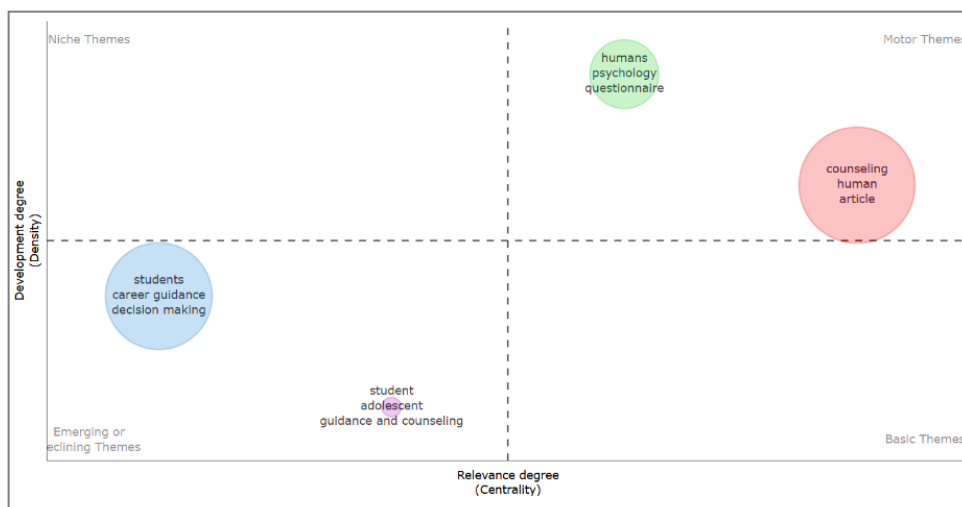 Niche Themes
Motor Themes
humans
psychology
questionnaire
counseling
human
article
Development degree
(Density)
students
career guidance
decision making
student
adolescent
guidance and counseling
Emerging or
eclining Themes
Basic Themes
Relevance degree
(Centrality)